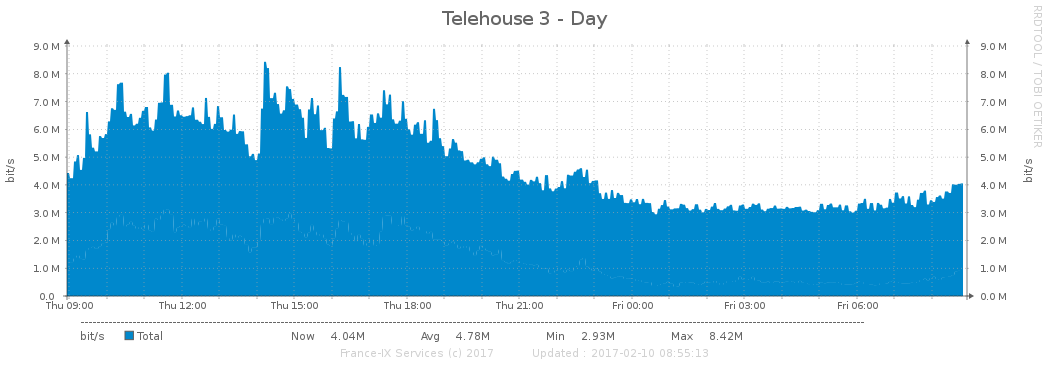 Telehouse 3 - Day
RRDTOOL / TOBI OETIKER
bit/s
9.0 M 9.0 M
8.0 M 8.0 M
7.0 M 7.0 M
6.0 M 6.0 M
5.0 M 5.0 M
4.0 M 4.0 M
3.0 M 3.0 M
2.0 M 2.0 M
1.0 M 1.0 M
0.0 0.0 M
bit/s
Thu 09:00 Thu 12:00 Thu 15:00 Thu 18:00 Thu 21:00 Fri 00:00 Fri 03:00 Fri 06:00
bit/s Total Now 4.04M Avg 4.78M Min 2.93M Max 8.42M
France-IX Services (c) 2017 Updated : 2017-02-10 08:55:13